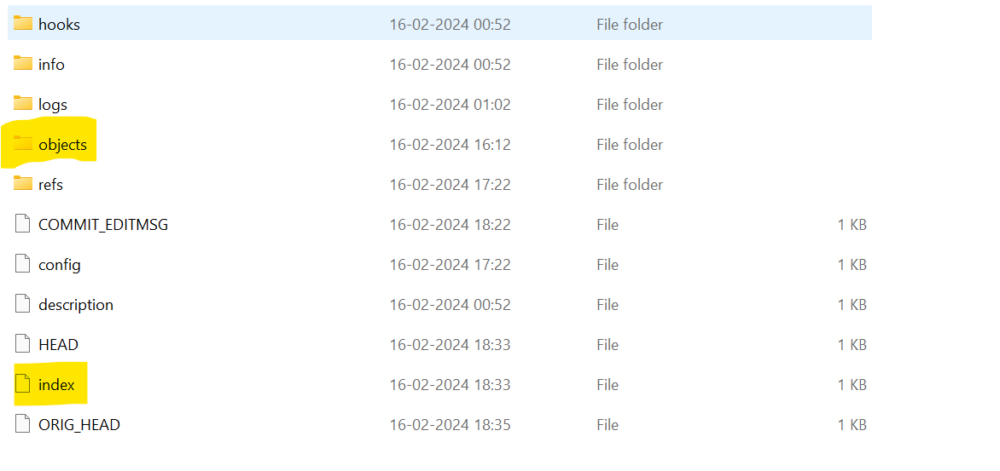 hooks 16-02-2024 00:52 File folder
info 16-02-2024 00:52 File folder
logs 16-02-2024 01:02 File folder
objects 16-02-2024 16:12 File folder
refs 16-02-2024 17:22 File folder
COMMIT_EDITMSG 16-02-2024 18:22 File 1 KB
config 16-02-2024 17:22 File 1 KB
description 16-02-2024 00:52 File 1 KB
HEAD 16-02-2024 18:33 File 1 KB
index 16-02-2024 18:33 File 1 KB
ORIG_HEAD 16-02-2024 18:35 File 1 KB